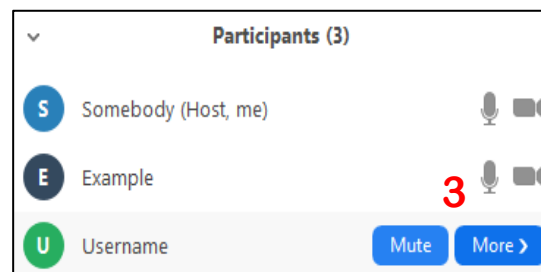 Participants (3)
S Somebody (Host, me)
E Example
3
U Username Mute More ❯